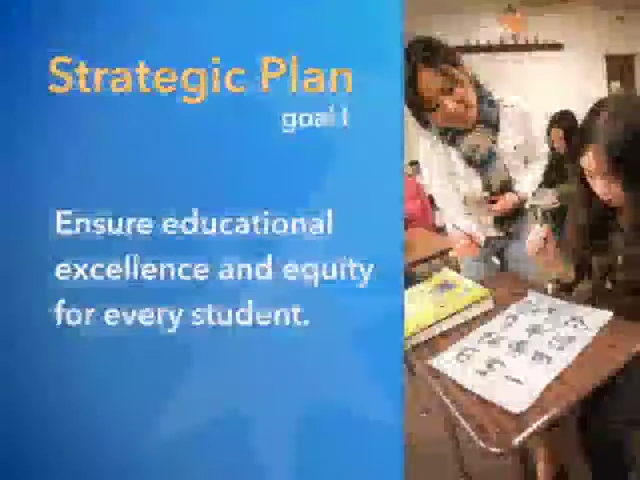 Strategic Plan
goal 1
Ensure educational
excellence and equity
for every student.